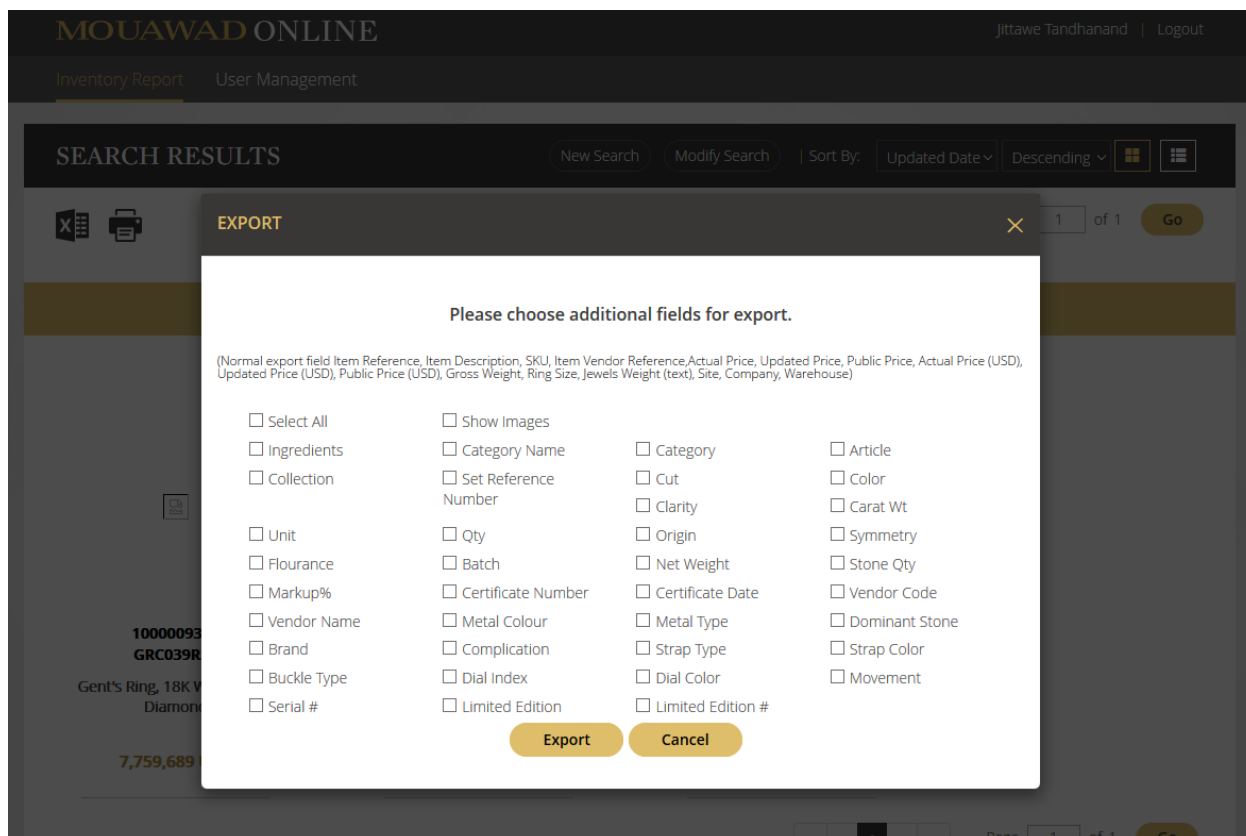 MOUAWAD ONLINE
Jittawe Tandhanand | Logout
Inventory Report User Management
SEARCH RESULTS
New Search Modify Search | Sort By: Updated Date Descending
EXPORT
1 of 1 Go
Please choose additional fields for export.
(Normal export field Item Reference, Item Description, SKU, Item Vendor Reference,Actual Price, Updated Price, Public Price, Actual Price (USD),
Updated Price (USD), Public Price (USD), Gross Weight, Ring Size, Jewels Weight (text), Site, Company, Warehouse)
Select All Show Images
Ingredients Category Name Category Article
Collection Set Reference Cut Color
Number
Clarity Carat Wt
Unit Qty Origin Symmetry
Flourance Batch Net Weight Stone Qty
Markup% Certificate Number Certificate Date Vendor Code
Vendor Name Metal Colour Metal Type Dominant Stone
Brand Complication Strap Type Strap Color
Buckle Type Dial Index Dial Color Movement
Serial # Limited Edition Limited Edition #
Export Cancel
10000093
GRC039R
Gent's Ring, 18K W
Diamon
7,759,689
Page 1 of 1 Go